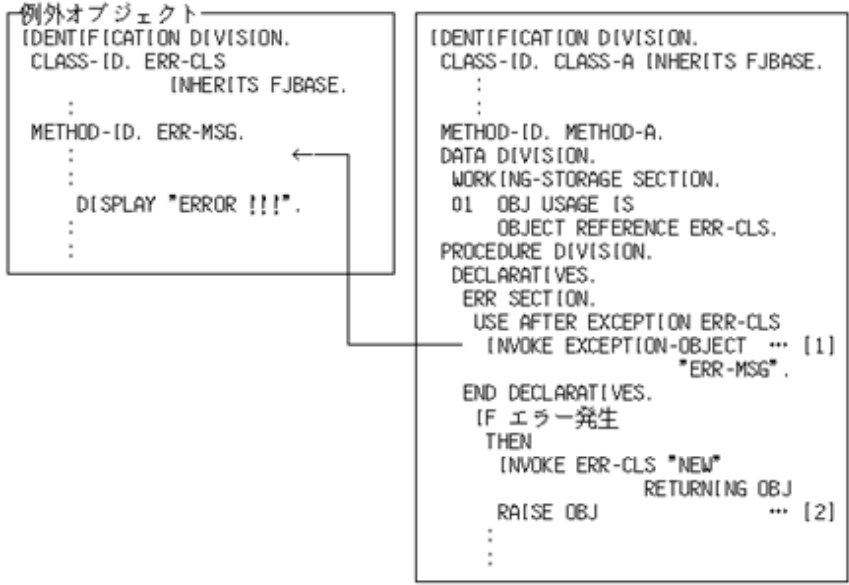 例外オブジェクト
IDENTIFICATION DIVISION.
CLASS-ID. ERR-CLS
INHERITS FJBASE.
:
METHOD-ID. ERR-MSG.
:
:
DISPLAY "ERROR !!!".
:
:
IDENTIFICATION DIVISION.
CLASS-ID. CLASS-A INHERITS FJBASE.
:
:
METHOD-ID. METHOD-A.
DATA DIVISION.
WORKING-STORAGE SECTION.
01 OBJ USAGE IS
OBJECT REFERENCE ERR-CLS.
PROCEDURE DIVISION.
DECLARATIVES.
ERR SECTION.
USE AFTER EXCEPTION ERR-CLS
INVOKE EXCEPTION-OBJECT … [1]
"ERR-MSG".
END DECLARATIVES.
IF エラー発生
THEN
INVOKE ERR-CLS "NEW"
RETURNING OBJ
RAISE OBJ … [2]
:
: